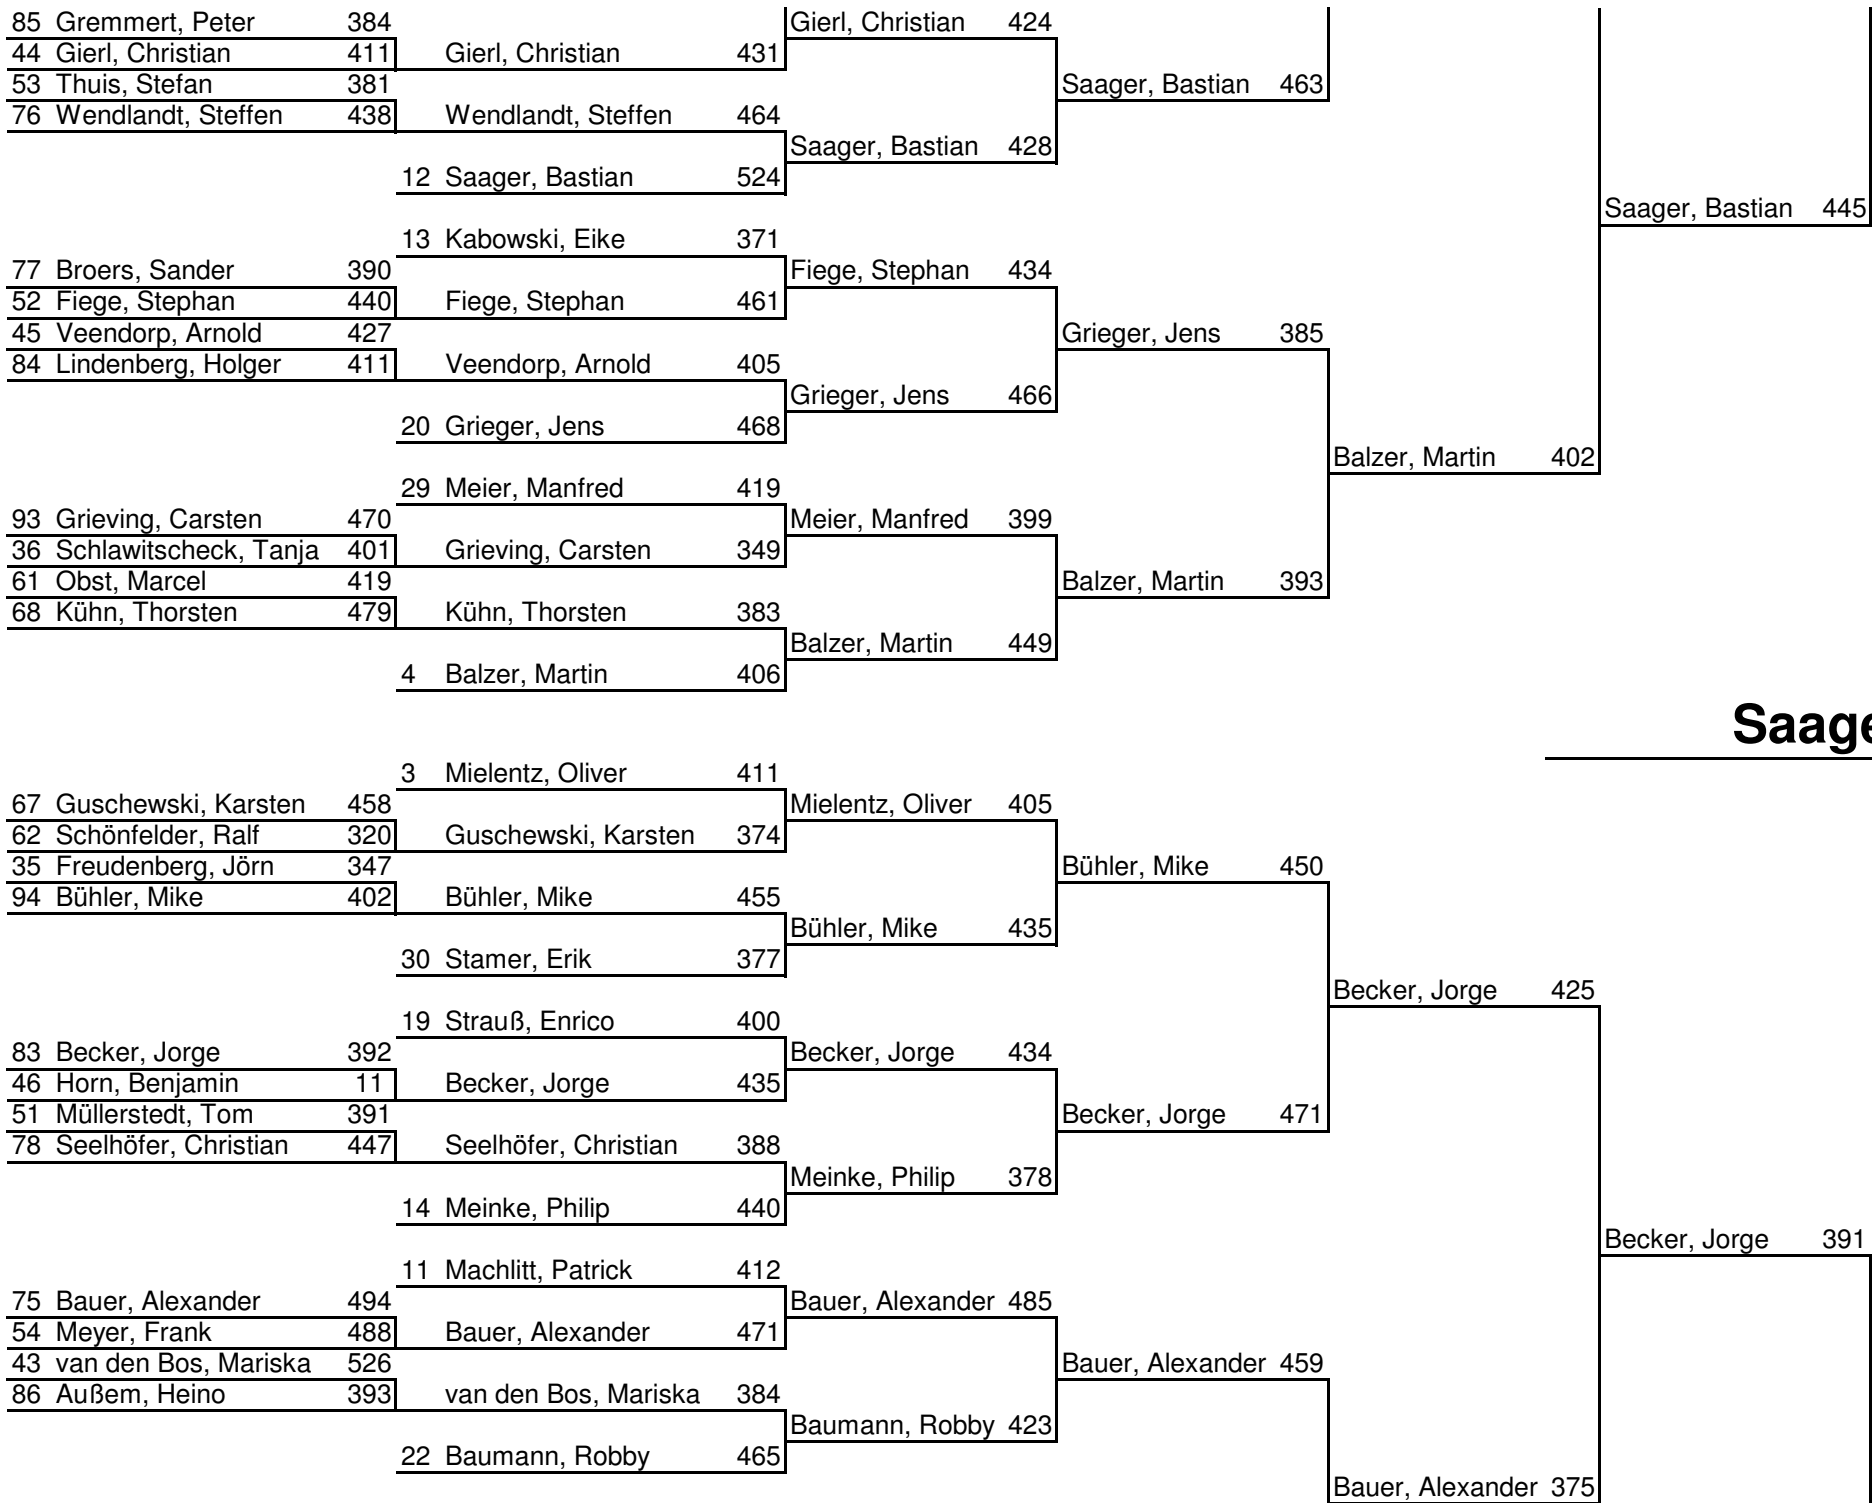 85 Gremmert, Peter 384 Gierl, Christian 424
44 Gierl, Christian 411 Gierl, Christian 431
53 Thuis, Stefan 381 Saager, Bastian 463
76 Wendlandt, Steffen 438 Wendlandt, Steffen 464
Saager, Bastian 428
12 Saager, Bastian 524
Saager, Bastian 445
13 Kabowski, Eike 371
77 Broers, Sander 390 Fiege, Stephan 434
52 Fiege, Stephan 440 Fiege, Stephan 461
45 Veendorp, Arnold 427 Grieger, Jens 385
84 Lindenberg, Holger 411 Veendorp, Arnold 405
Grieger, Jens 466
20 Grieger, Jens 468
Balzer, Martin 402
29 Meier, Manfred 419
93 Grieving, Carsten 470 Meier, Manfred 399
36 Schlawitscheck, Tanja 401 Grieving, Carsten 349
61 Obst, Marcel 419 Balzer, Martin 393
68 Kühn, Thorsten 479 Kühn, Thorsten 383
Balzer, Martin 449
4 Balzer, Martin 406
Saage
3 Mielentz, Oliver 411
67 Guschewski, Karsten 458 Mielentz, Oliver 405
62 Schönfelder, Ralf 320 Guschewski, Karsten 374
35 Freudenberg, Jörn 347 Bühler, Mike 450
94 Bühler, Mike 402 Bühler, Mike 455
Bühler, Mike 435
30 Stamer, Erik 377
Becker, Jorge 425
19 Strauß, Enrico 400
83 Becker, Jorge 392 Becker, Jorge 434
46 Horn, Benjamin 11 Becker, Jorge 435
51 Müllerstedt, Tom 391 Becker, Jorge 471
78 Seelhöfer, Christian 447 Seelhöfer, Christian 388
Meinke, Philip 378
14 Meinke, Philip 440
Becker, Jorge 391
11 Machlitt, Patrick 412
75 Bauer, Alexander 494 Bauer, Alexander 485
54 Meyer, Frank 488 Bauer, Alexander 471
43 van den Bos, Mariska 526 Bauer, Alexander 459
86 Außem, Heino 393 van den Bos, Mariska 384
Baumann, Robby 423
22 Baumann, Robby 465
Bauer, Alexander 375